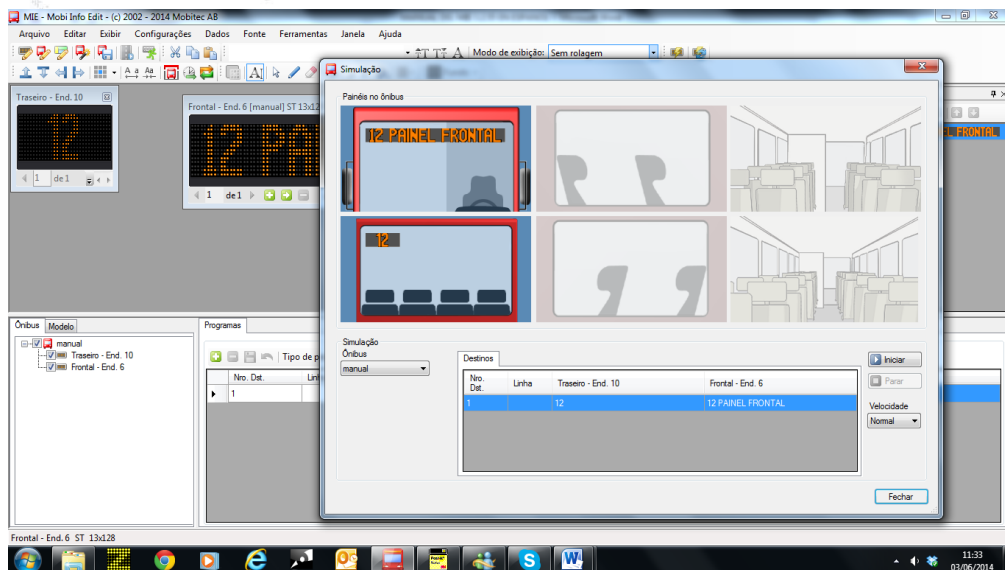 MIE - Mobi Info Edit - (c) 2002 - 2014 Mobitec AB
Arquivo Editar Exibir Configurações Dados Fonte Ferramentas Janela Ajuda
Modo de exibição: Sem rolagem
Simulação
Traseiro - End. 10
12
1 de 1
Frontal - End. 6 [manual] ST 13x12
12 PAI
1 de 1
Painéis no ônibus
12 PAINEL FRONTAL
12
L FRONTAL
Ônibus Modelo
manual
Traseiro - End. 10
Frontal - End. 6
Programas
Tipo de p
Nro. Dst. Linh
1
Simulação
Ônibus
manual
Destinos
Nro. Dst. Linha Traseiro - End. 10 Frontal - End. 6
1 12 12 PAINEL FRONTAL
Iniciar
Parar
Velocidade
Normal
Fechar
Frontal - End. 6 ST 13x128
11:33
03/06/2014